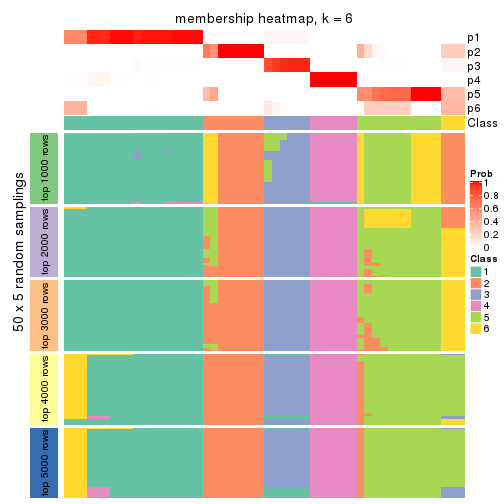 membership heatmap, k = 6
p1
p2
p3
p4
p5
p6
Class
50 x 5 random samplings
top 1000 rows
top 2000 rows
top 3000 rows
top 4000 rows
top 5000 rows
Prob
1
0.8
0.6
0.4
0.2
0
Class
1
2
3
4
5
6